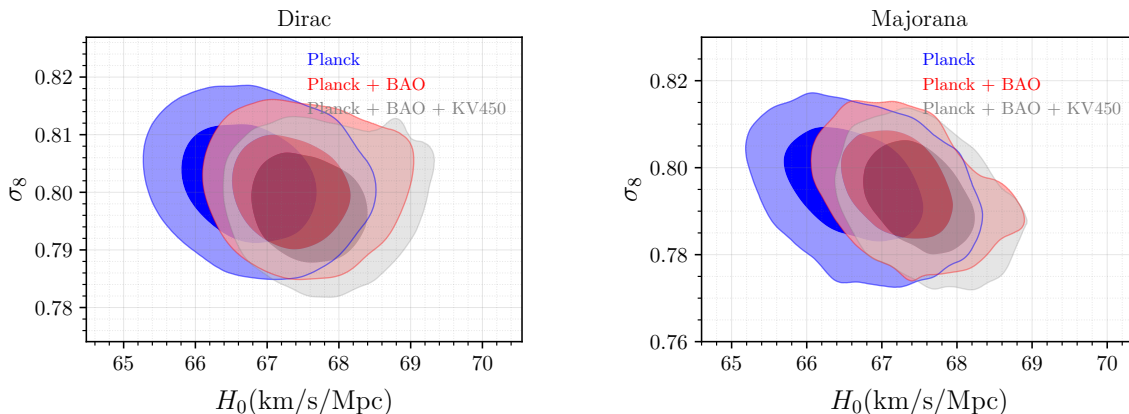 Dirac
Planck
Planck + BAO
Planck + BAO + KV450
0.82
0.81
0.80
0.79
0.78
σ8
65 66 67 68 69 70
H0(km/s/Mpc)
Majorana
Planck
Planck + BAO
Planck + BAO + KV450
0.82
0.80
0.78
0.76
σ8
65 66 67 68 69 70
H0(km/s/Mpc)